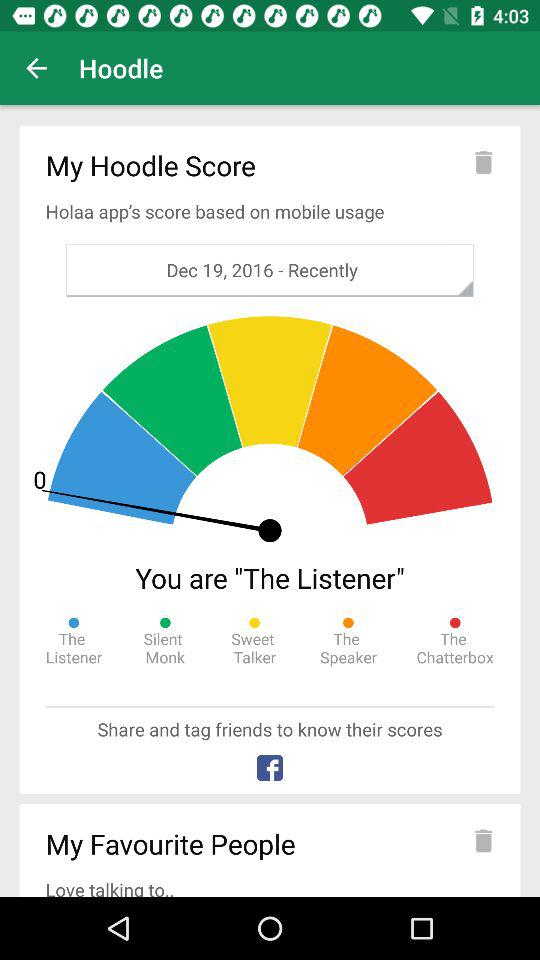 4:03
Hoodle
My Hoodle Score
Holaa app's score based on mobile usage
Dec 19, 2016 - Recently
0
You are "The Listener"
The Listener
Silent Monk
Sweet Talker
The Speaker
The Chatterbox
Share and tag friends to know their scores
f
My Favourite People
Love talking to..